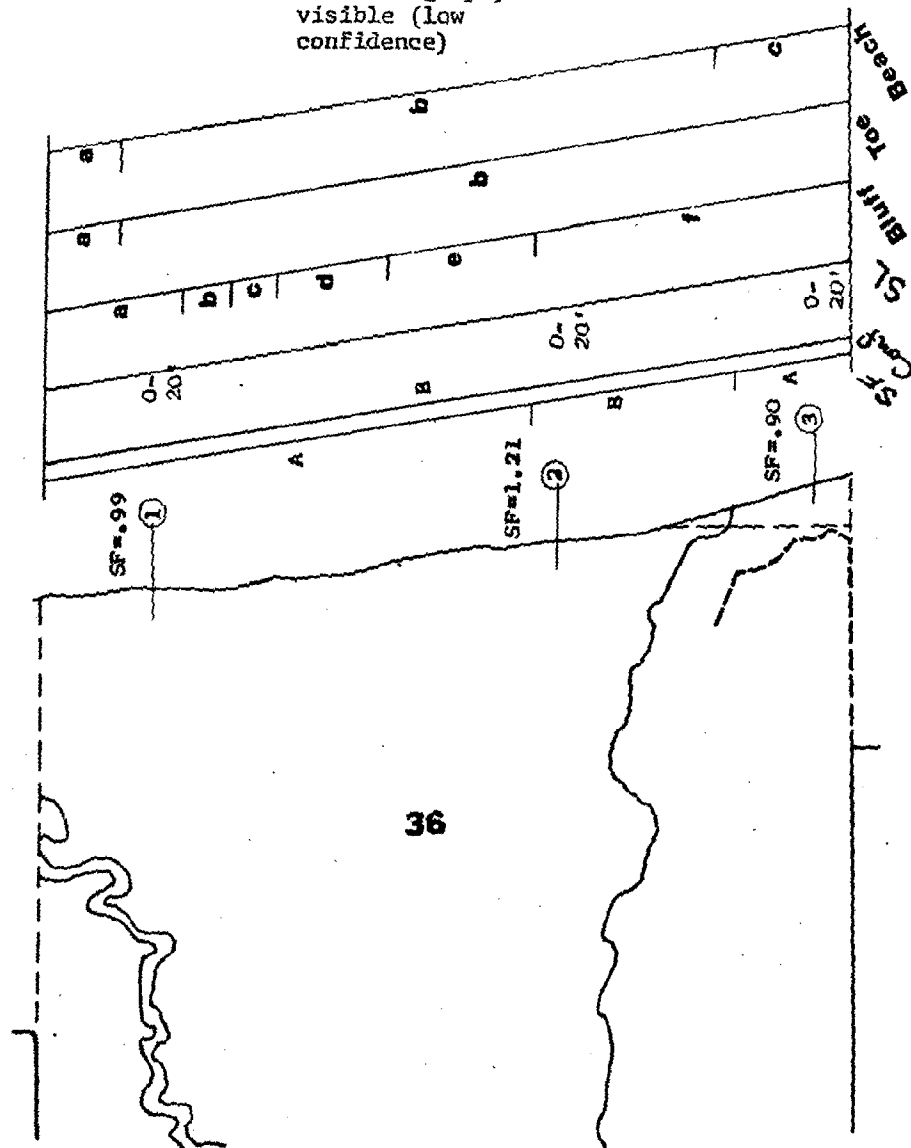 visible (low
confidence)
a
b
c
Beach
a
b
Toe
a
b
c
d
e
f
Bluff
0-
20'
0-
20'
0-
20'
SL
B
Conf
A
B
A
SF
SF=.99
1
SF=1.21
2
SF=.90
3
36